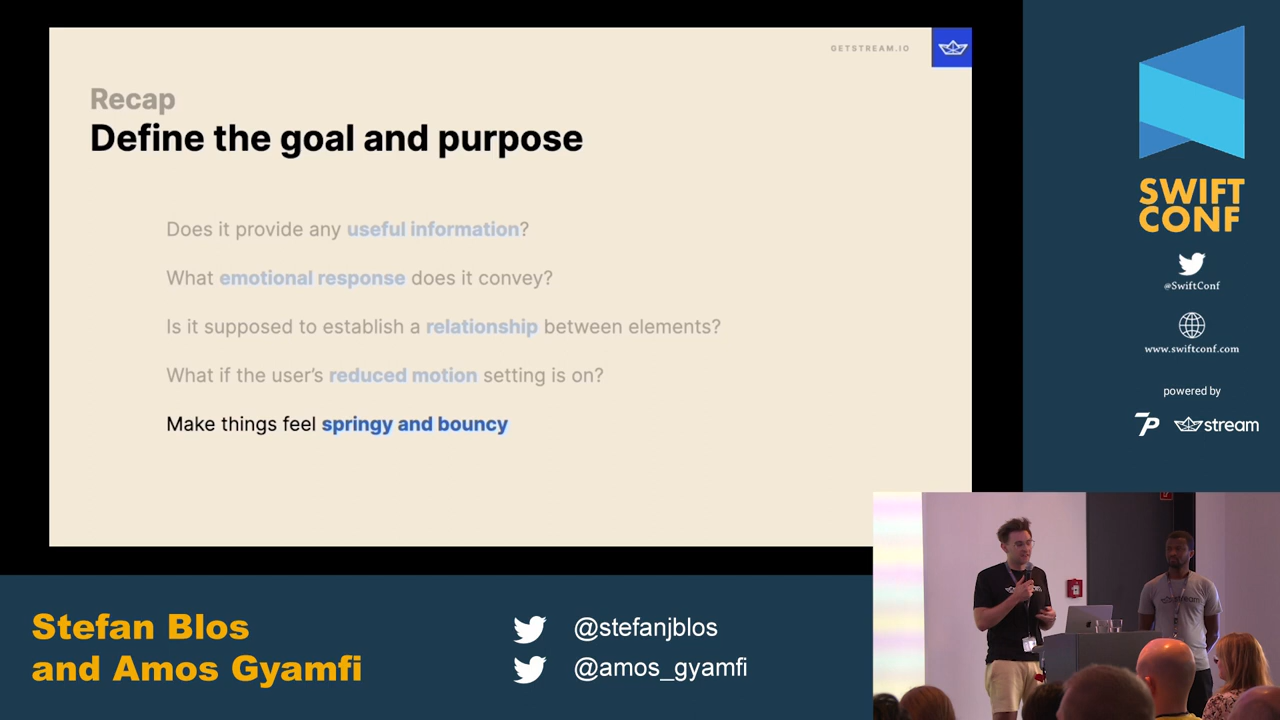 GETSTREAM.IO
Recap
Define the goal and purpose
Does it provide any useful information?
What emotional response does it convey?
Is it supposed to establish a relationship between elements?
What if the user's reduced motion setting is on?
Make things feel springy and bouncy
SWIFT
CONF
@SwiftConf
www.swiftconf.com
powered by
7P
stream
Stefan Blos
and Amos Gyamfi
@stefanjblos
@amos_gyamfi